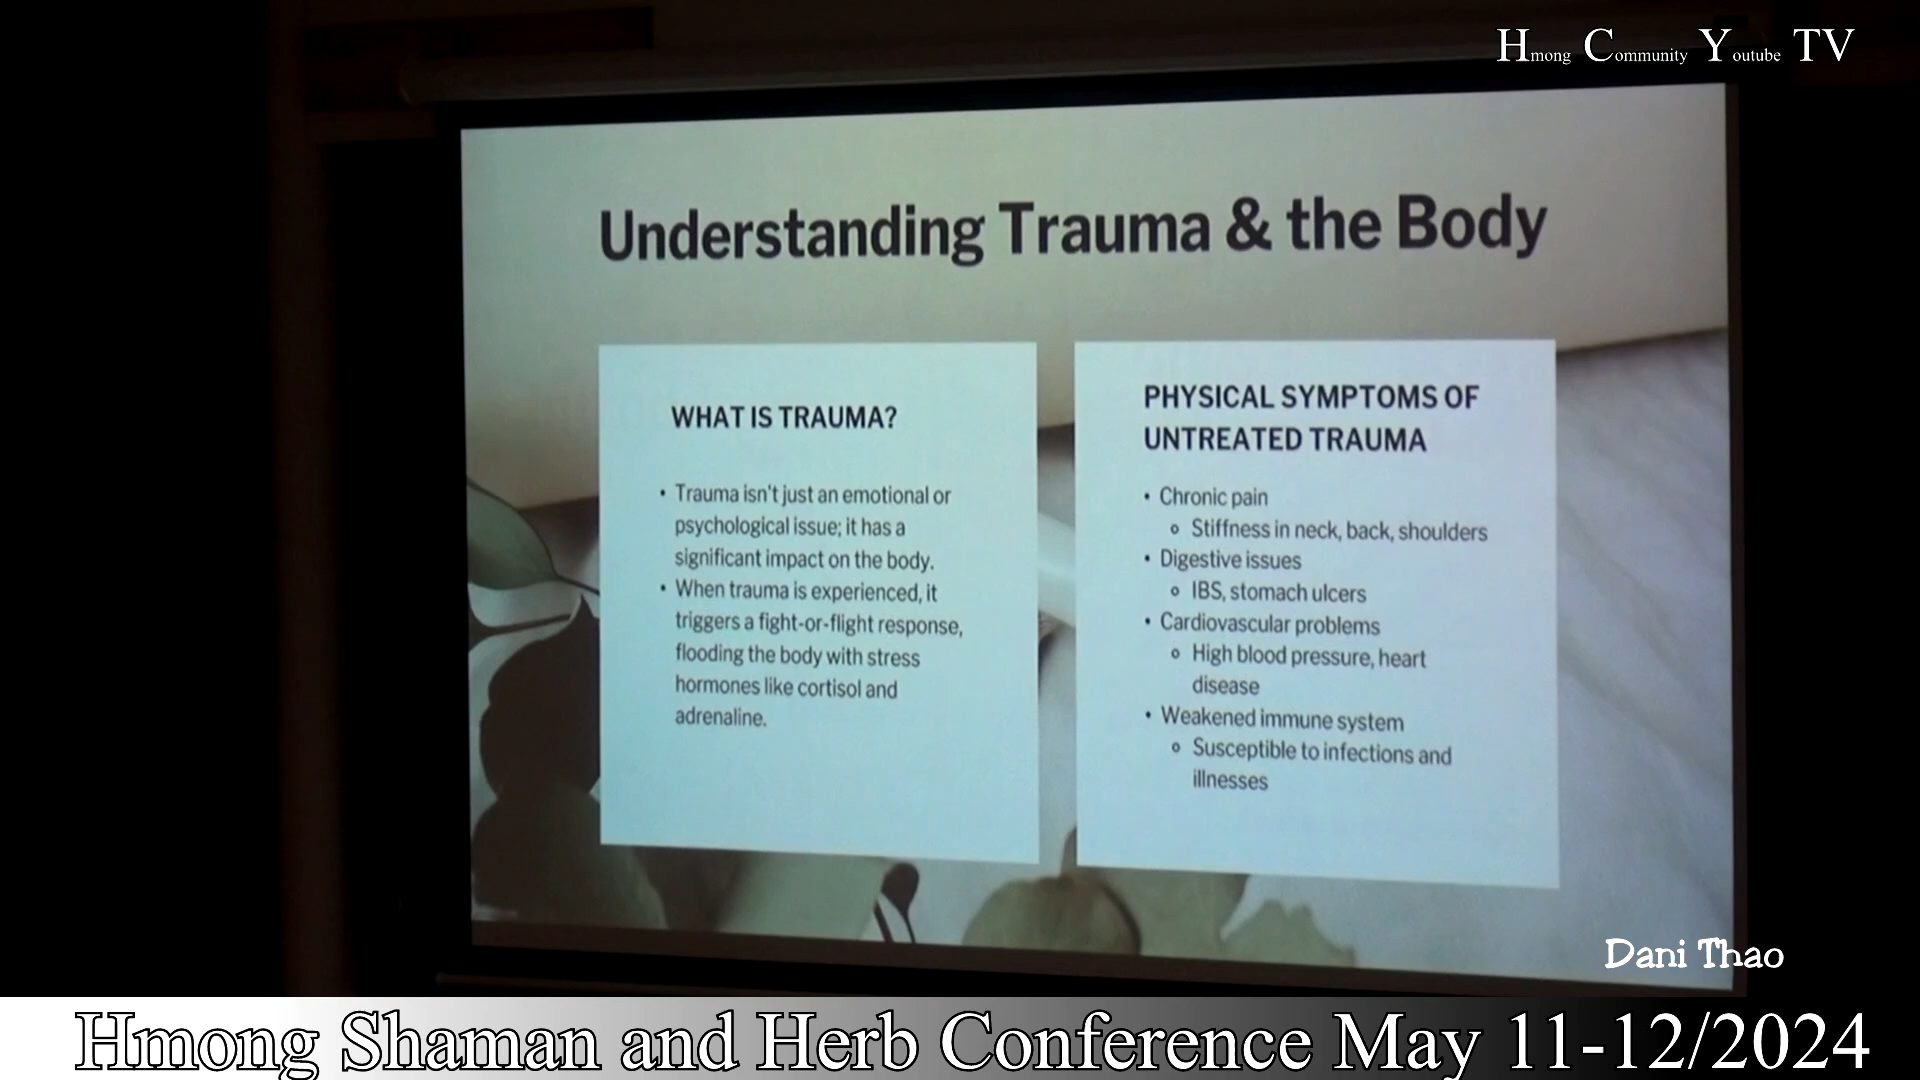 Hmong Community Youtube TV
Understanding Trauma & the Body
WHAT IS TRAUMA?
• Trauma isn't just an emotional or
psychological issue; it has a
significant impact on the body.
• When trauma is experienced, it
triggers a fight-or-flight response,
flooding the body with stress
hormones like cortisol and
adrenaline.
PHYSICAL SYMPTOMS OF
UNTREATED TRAUMA
• Chronic pain
∘ Stiffness in neck, back, shoulders
• Digestive issues
∘ IBS, stomach ulcers
• Cardiovascular problems
∘ High blood pressure, heart
disease
• Weakened immune system
∘ Susceptible to infections and
illnesses
Dani Thao
Hmong Shaman and Herb Conference May 11-12/2024